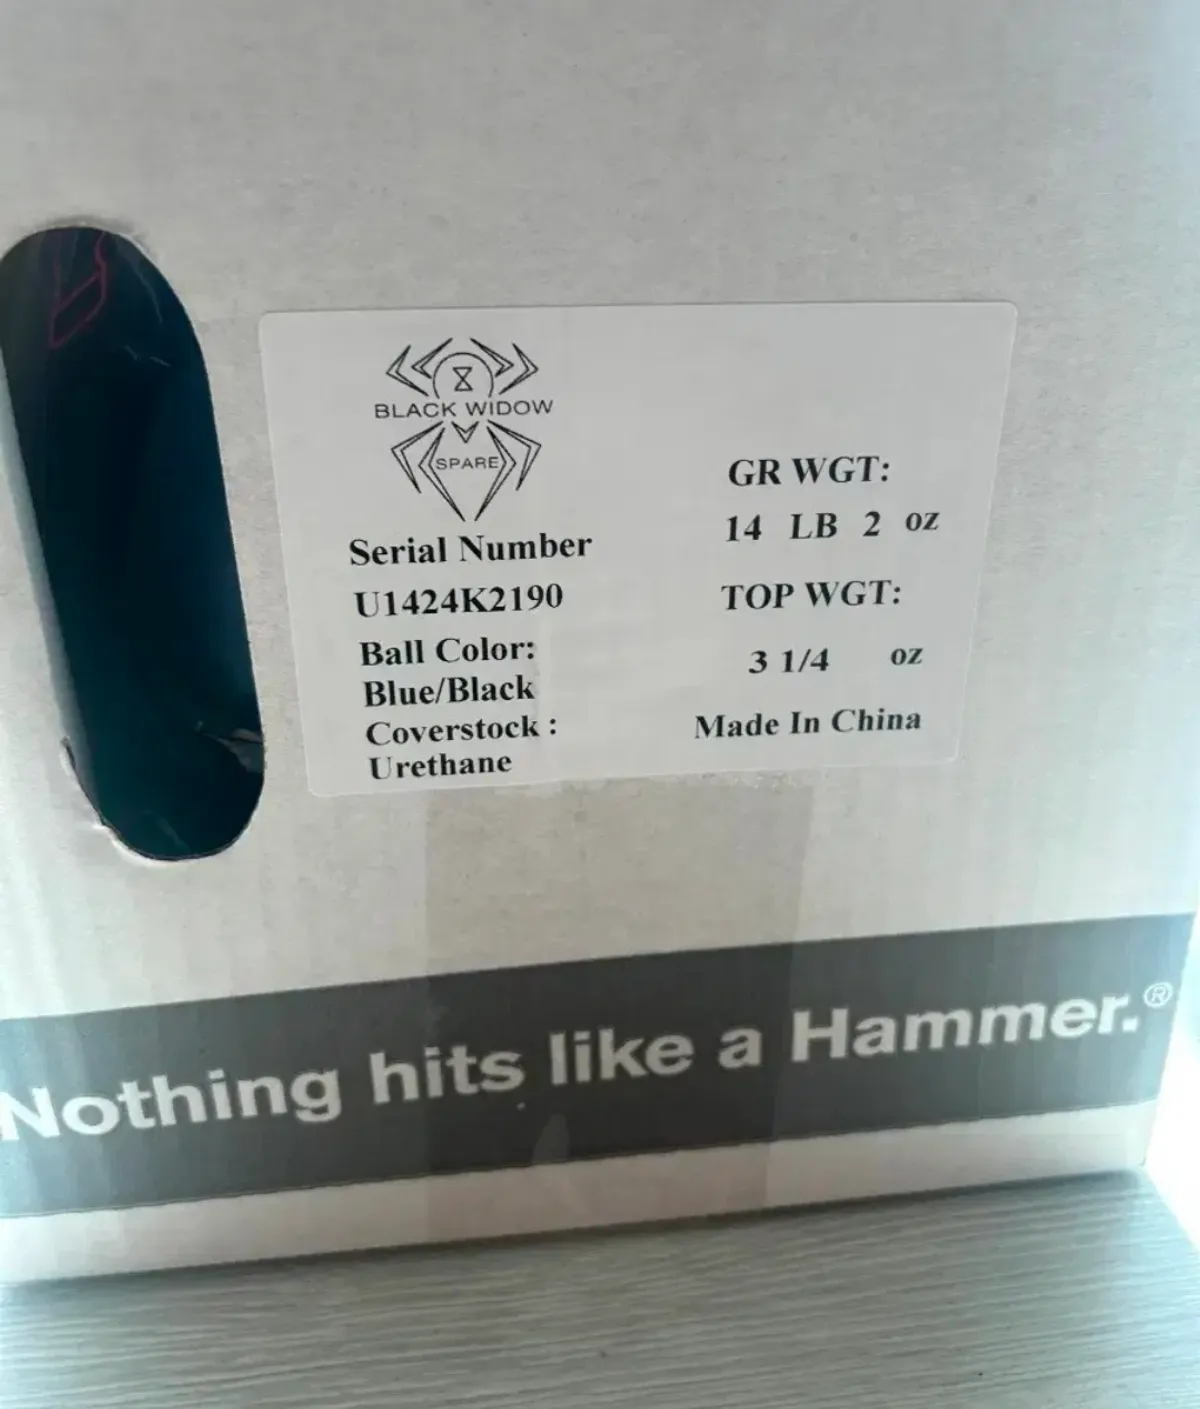 BLACK WIDOW
SPARE
Serial Number
U1424K2190
Ball Color:
Blue/Black
Coverstock :
Urethane
GR WGT:
14 LB 2 oz
TOP WGT:
3 1/4 oz
Made In China
Nothing hits like a Hammer.®